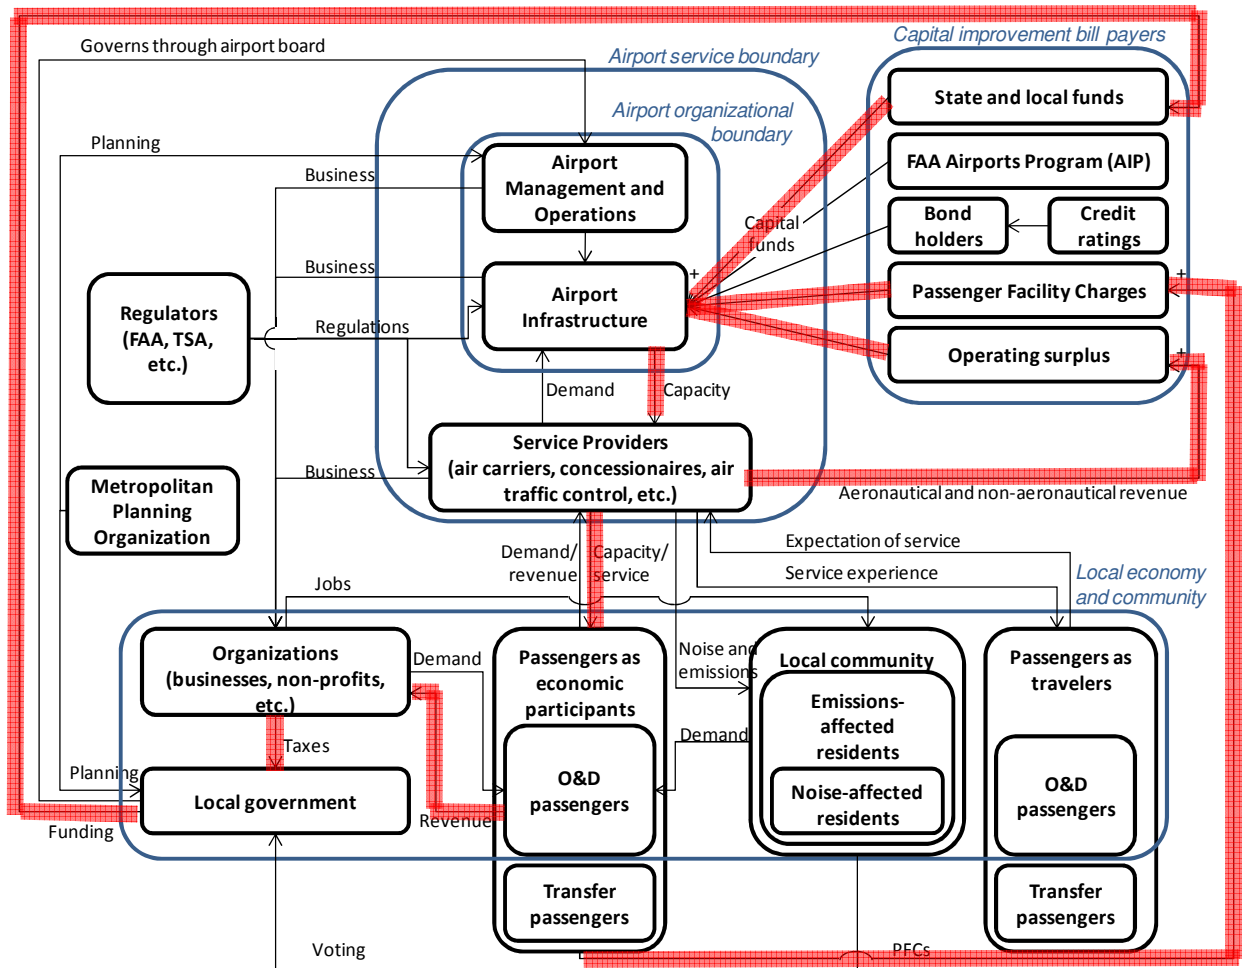 Governs through airport board
Airport service boundary
Capital improvement bill payers
Airport organizational
boundary
State and local funds
Planning
Airport
Management and
Operations
FAA Airports Program (AIP)
Business
Bond
holders
Credit
ratings
Capital
funds
Business
+
+
Airport
Infrastructure
Passenger Facility Charges
Regulators
(FAA, TSA,
etc.)
Regulations
Operating surplus
+
Demand
Capacity
Service Providers
(air carriers, concessionaires, air
traffic control, etc.)
Business
Metropolitan
Planning
Organization
Aeronautical and non-aeronautical revenue
Demand/
revenue
Capacity/
service
Expectation of service
Service experience
Local economy
and community
Jobs
Organizations
(businesses, non-profits,
etc.)
Demand
Passengers as
economic
participants
Noise and
emissions
Local community
Passengers as
travelers
Emissions-
affected
residents
Taxes
Demand
Planning
Local government
O&D
passengers
Noise-affected
residents
O&D
passengers
Funding
Revenue
Transfer
passengers
Transfer
passengers
Voting
PFCs